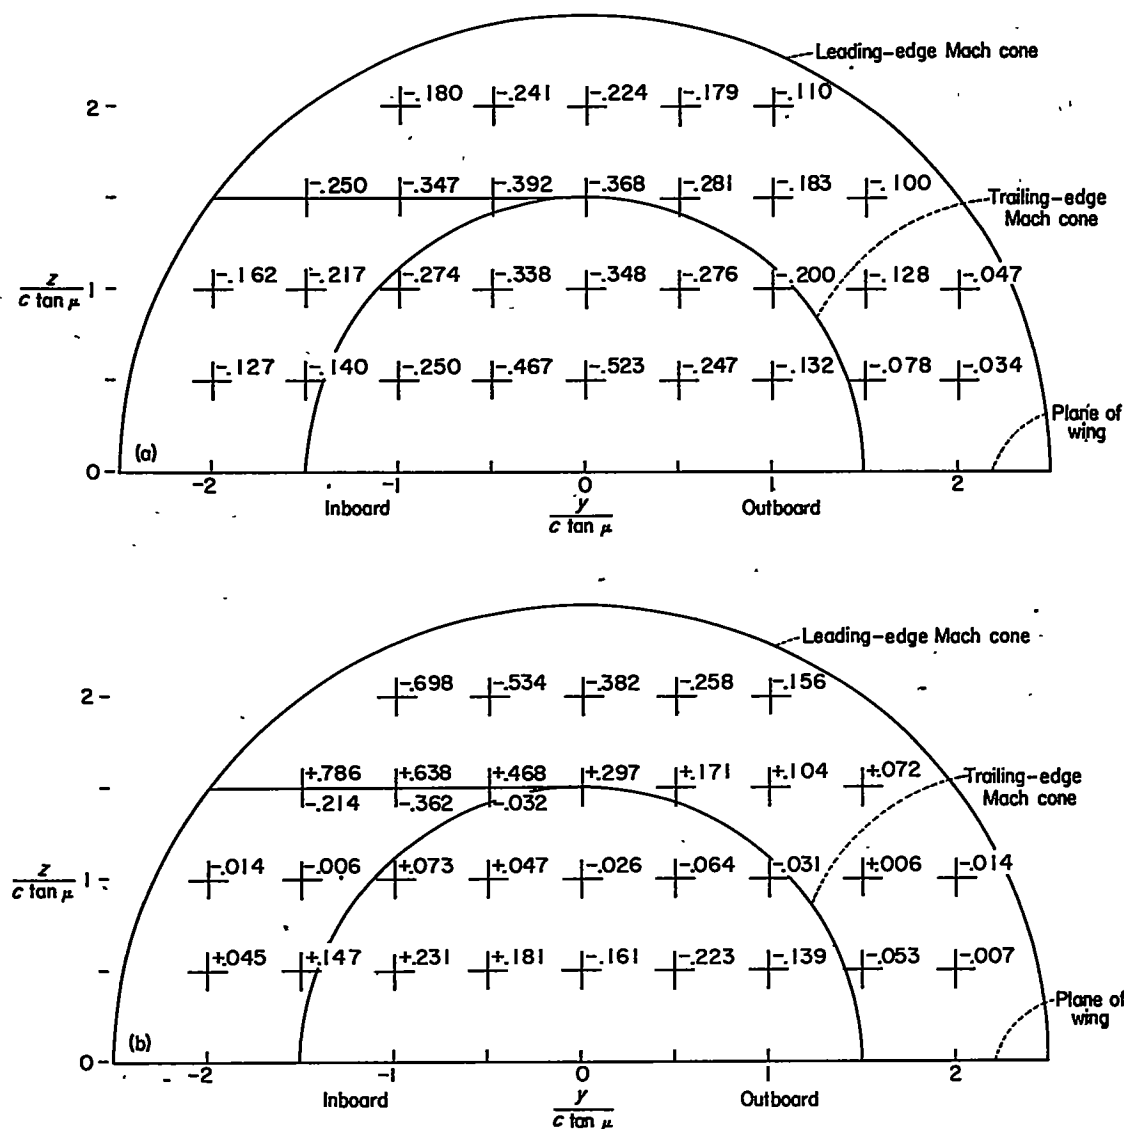 Leading-edge Mach cone
2 -.180 -.241 -.224 -.179 -.110
-.250 -.347 -.392 -.368 -.281 -.183 -.100
Trailing-edge
Mach cone
z
c tan μ
1 -.162 -.217 -.274 -.338 -.348 -.276 -.200 -.128 -.047
-.127 -.140 -.250 -.467 -.523 -.247 -.132 -.078 -.034
Plane of
wing
(a)
0
-2 -1 0 1 2
Inboard y Outboard
c tan μ
Leading-edge Mach cone
2 -.698 -.534 -.382 -.258 -.156
+.786 +.638 +.468 +.297 +.171 +.104 +.072
-.214 -.362 -.032
Trailing-edge
Mach cone
z
c tan μ
1 -.014 -.006 +.073 +.047 -.026 -.064 -.031 +.006 -.014
+.045 +.147 +.231 +.181 -.161 -.223 -.139 -.053 -.007
Plane of
wing
(b)
0
-2 -1 0 1 2
Inboard y Outboard
c tan μ